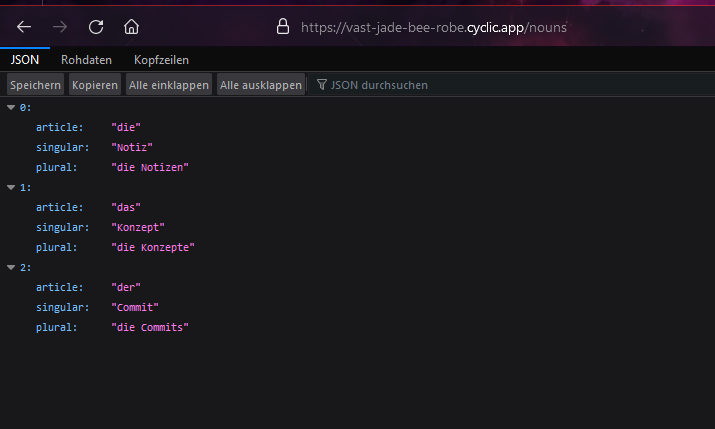 https://vast-jade-bee-robe.cyclic.app/nouns
JSON Rohdaten Kopfzeilen
Speichern Kopieren Alle einklappen Alle ausklappen JSON durchsuchen
0:
article: "die"
singular: "Notiz"
plural: "die Notizen"
1:
article: "das"
singular: "Konzept"
plural: "die Konzepte"
2:
article: "der"
singular: "Commit"
plural: "die Commits"